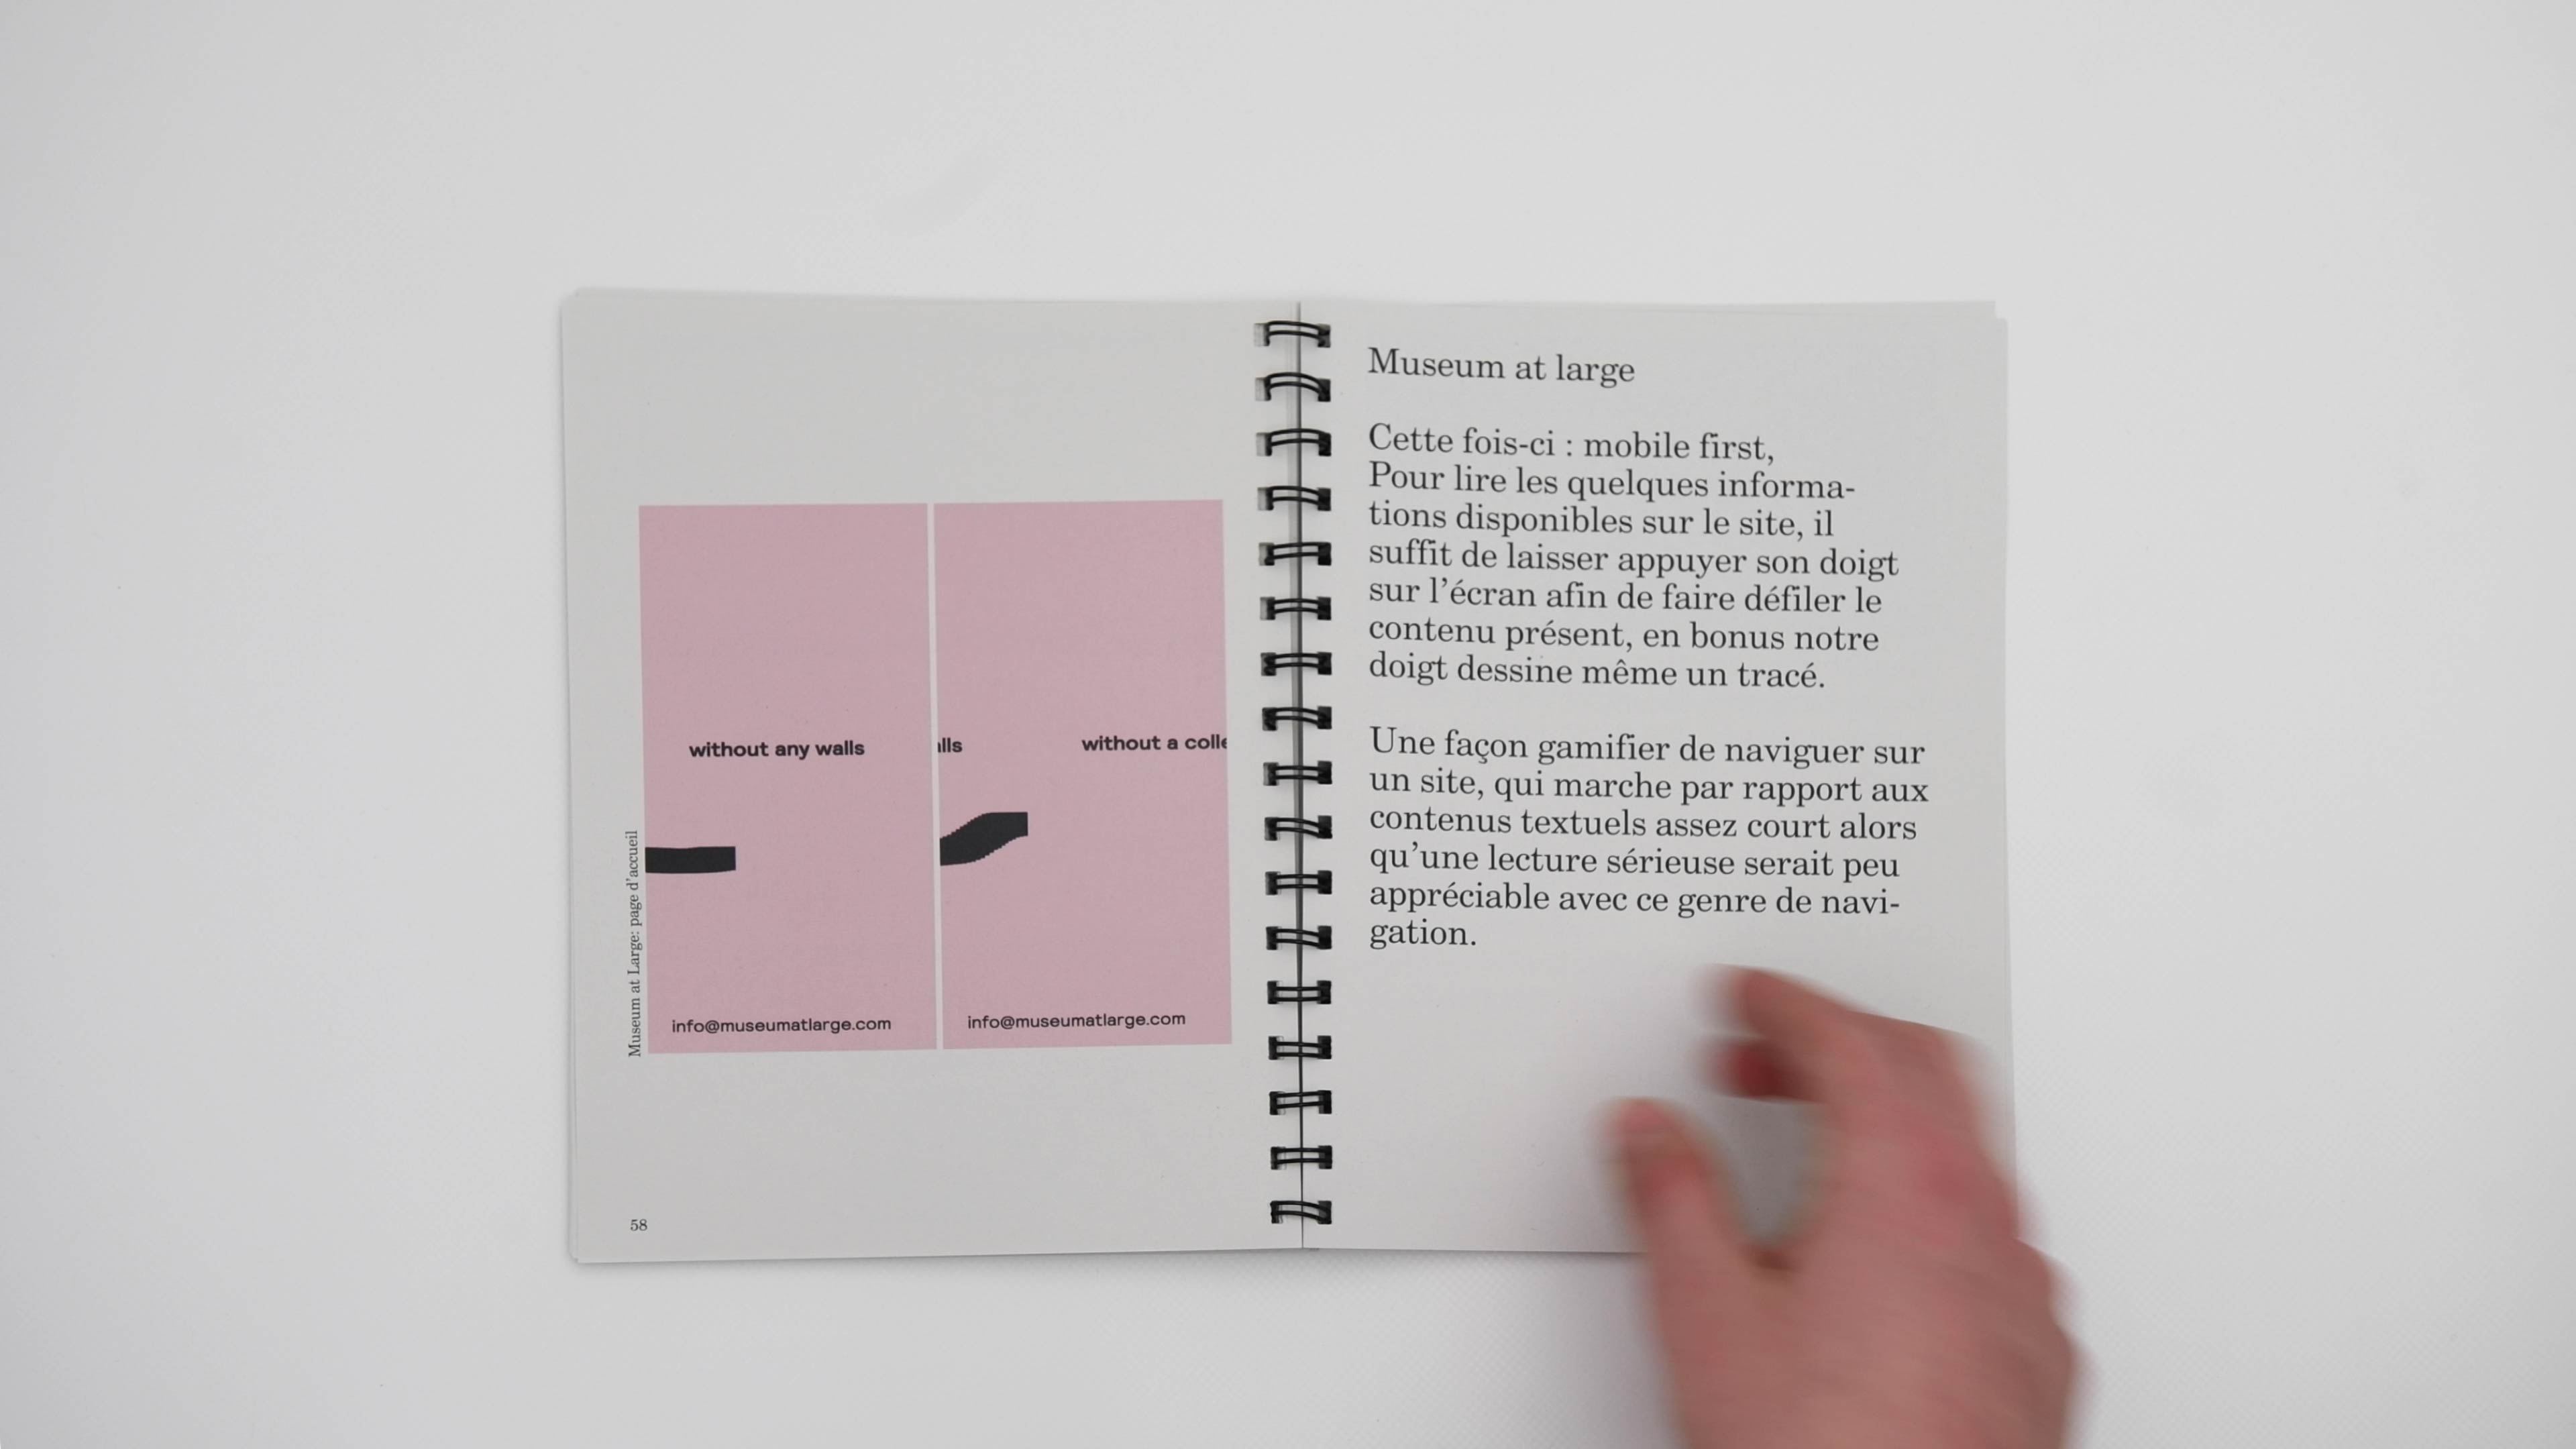 without any walls
info@museumatlarge.com
lls
without a colle
info@museumatlarge.com
Museum at Large: page d'accueil
58
Museum at large
Cette fois-ci : mobile first,
Pour lire les quelques informa-
tions disponibles sur le site, il
suffit de laisser appuyer son doigt
sur l’écran afin de faire défiler le
contenu présent, en bonus notre
doigt dessine même un tracé.
Une façon gamifier de naviguer sur
un site, qui marche par rapport aux
contenus textuels assez court alors
qu’une lecture sérieuse serait peu
appréciable avec ce genre de navi-
gation.